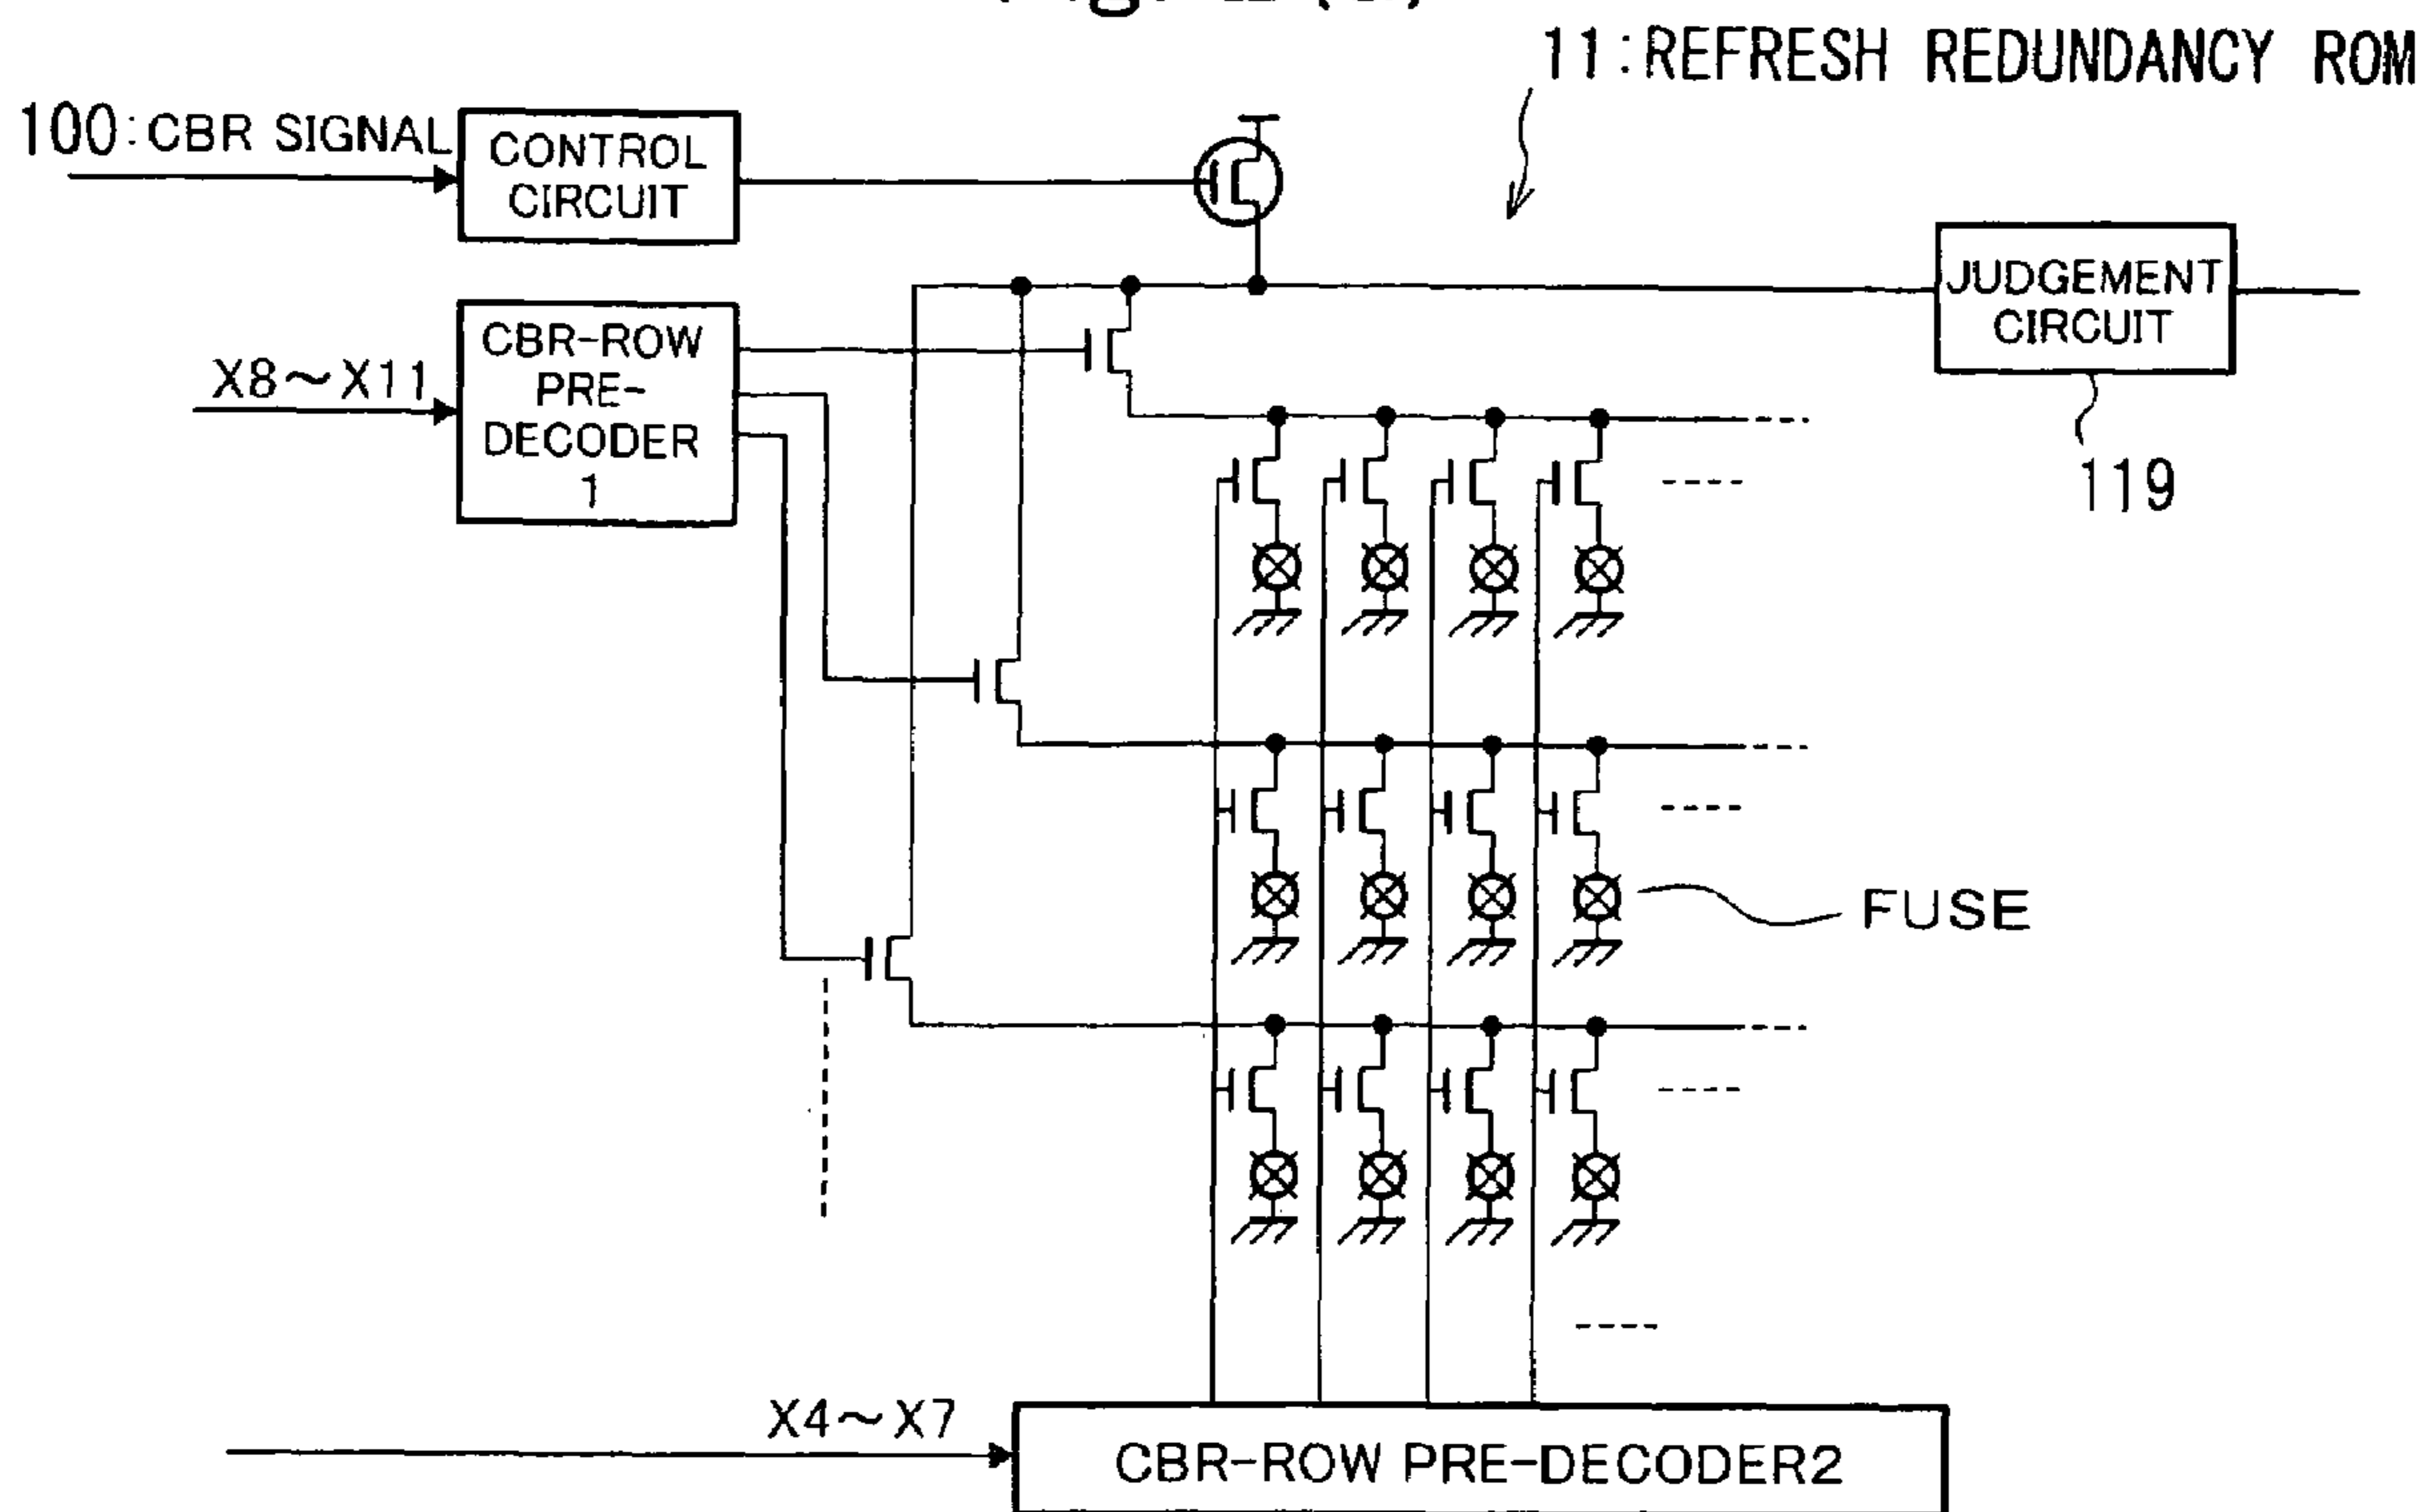 11:REFRESH REDUNDANCY ROM
100:CBR SIGNAL
CONTROL
CIRCUIT
JUDGEMENT
CIRCUIT
CBR-ROW
PRE-
DECODER
1
X8~X11
119
FUSE
X4~X7
CBR-ROW PRE-DECODER2